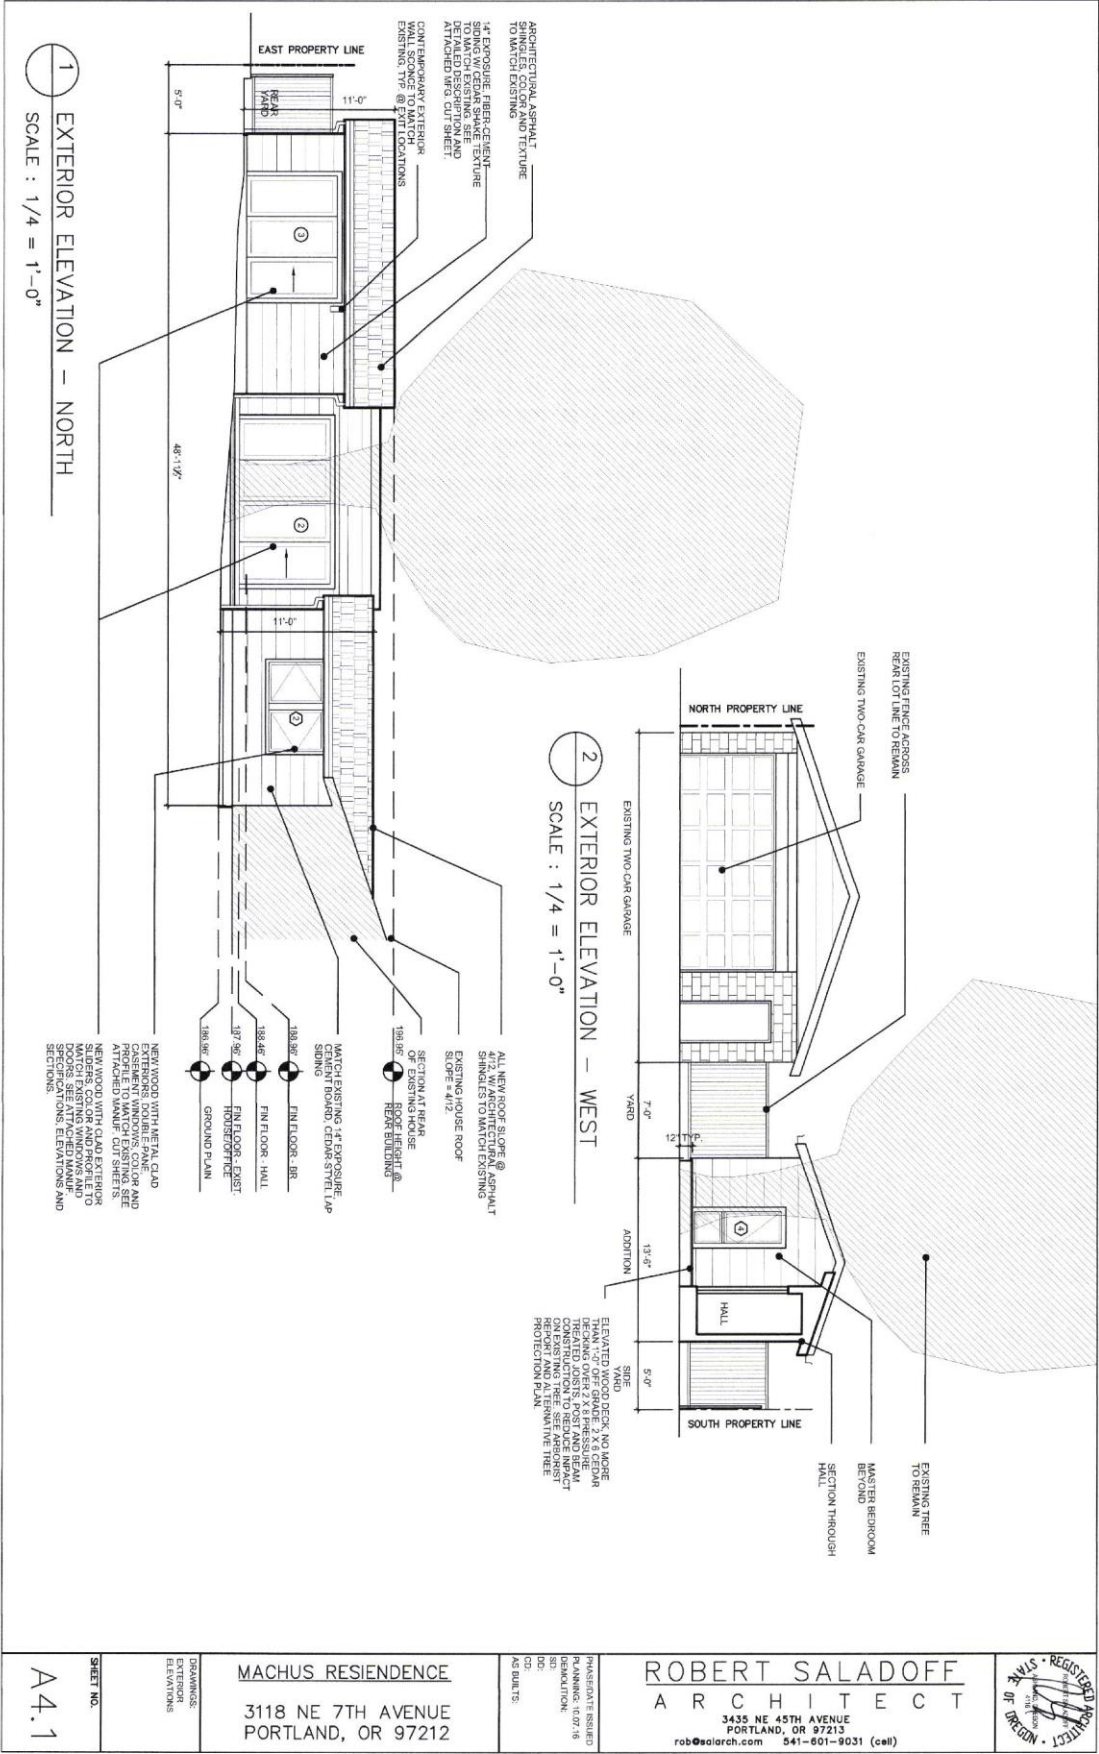 ARCHITECTURAL ASPHALT
SHINGLES, COLOR AND TEXTURE
TO MATCH EXISTING
14" EXPOSURE, FIBER-CEMENT
SIDING W/ CEDAR SHAKE TEXTURE
TO MATCH EXISTING. SEE
DETAILED DESCRIPTION AND
ATTACHED MFG. CUT SHEET.
CONTEMPORARY EXTERIOR
WALL SCONCE TO MATCH
EXISTING, TYP. @ EXIT LOCATIONS
EAST PROPERTY LINE
REAR
YARD
11'-0"
5'-0"
3
2
48'-11½"
11'-0"
2
1
EXTERIOR ELEVATION - NORTH
SCALE : 1/4 = 1'-0"
ALL NEW ROOF SLOPE @
4/12, W/ARCHITECTURAL ASPHALT
SHINGLES TO MATCH EXISTING
EXISTING HOUSE ROOF
SLOPE = 4/12.
SECTION AT REAR
OF EXISTING HOUSE
198.96'
ROOF HEIGHT @
REAR BUILDING
MATCH EXISTING 14" EXPOSURE,
CEMENT BOARD, CEDAR-STYEL LAP
SIDING
188.96'
FIN FLOOR - BR
188.46'
FIN FLOOR - HALL
187.96'
FIN FLOOR - EXIST.
HOUSE/OFFICE
186.96'
GROUND PLAIN
NEW WOOD WITH METAL CLAD
EXTERIORS, DOUBLE-PANE,
CASEMENT WINDOWS, COLOR AND
PROFILE TO MATCH EXISTING. SEE
ATTACHED MANUF. CUT SHEETS.
NEW WOOD WITH CLAD EXTERIOR
SLIDERS, COLOR AND PROFILE TO
MATCH EXISTING WINDOWS AND
DOORS. SEE ATTACHED MANUF.
SPECIFICATIONS, ELEVATIONS AND
SECTIONS.
EXISTING FENCE ACROSS
REAR LOT LINE TO REMAIN
EXISTING TWO-CAR GARAGE
NORTH PROPERTY LINE
EXISTING TWO-CAR GARAGE
7'-0"
YARD
12" TYP.
13'-6"
ADDITION
4
HALL
5'-0"
SIDE
YARD
SOUTH PROPERTY LINE
EXISTING TREE
TO REMAIN
MASTER BEDROOM
BEYOND
SECTION THROUGH
HALL
ELEVATED WOOD DECK, NO MORE
THAN 1'-0" OFF GRADE. 2 X 6 CEDAR
DECKING OVER 2 X 8 PRESSURE
TREATED JOISTS, POST AND BEAM
CONSTRUCTION TO REDUCE IMPACT
ON EXISTING TREE. SEE ARBORIST
REPORT AND ALTERNATIVE TREE
PROTECTION PLAN.
2
EXTERIOR ELEVATION - WEST
SCALE : 1/4 = 1'-0"
REGISTERED ARCHITECT
STATE OF OREGON
ROBERT SALADOFF
ARCHITECT
3435 NE 45TH AVENUE
PORTLAND, OR 97213
rob@salarch.com 541-601-9031 (cell)
PHASE/DATE ISSUED
PLANNING: 10.07.16
DEMOLITION:
SD:
DD:
CD:
AS BUILTS:
MACHUS RESIENDENCE
3118 NE 7TH AVENUE
PORTLAND, OR 97212
DRAWINGS:
EXTERIOR
ELEVATIONS
SHEET NO.
A4.1